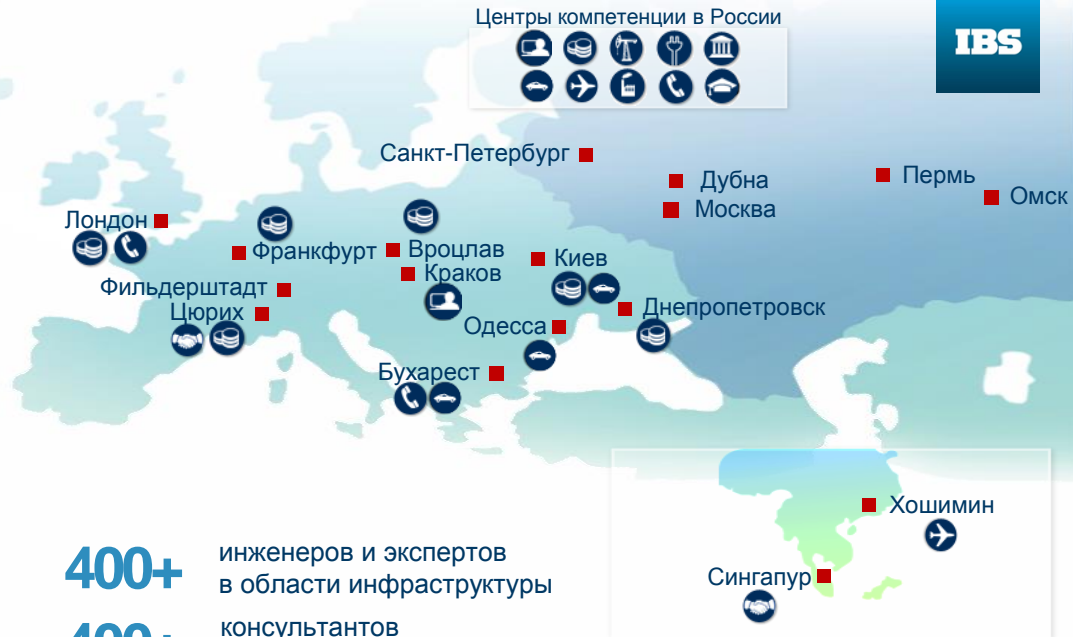 Центры компетенции в России
IBS
Санкт-Петербург
Дубна
Москва
Пермь
Омск
Лондон
Франкфурт
Вроцлав
Краков
Киев
Фильдерштадт
Цюрих
Днепропетровск
Одесса
Бухарест
Хошимин
Сингапур
400+ инженеров и экспертов
в области инфраструктуры
консультантов